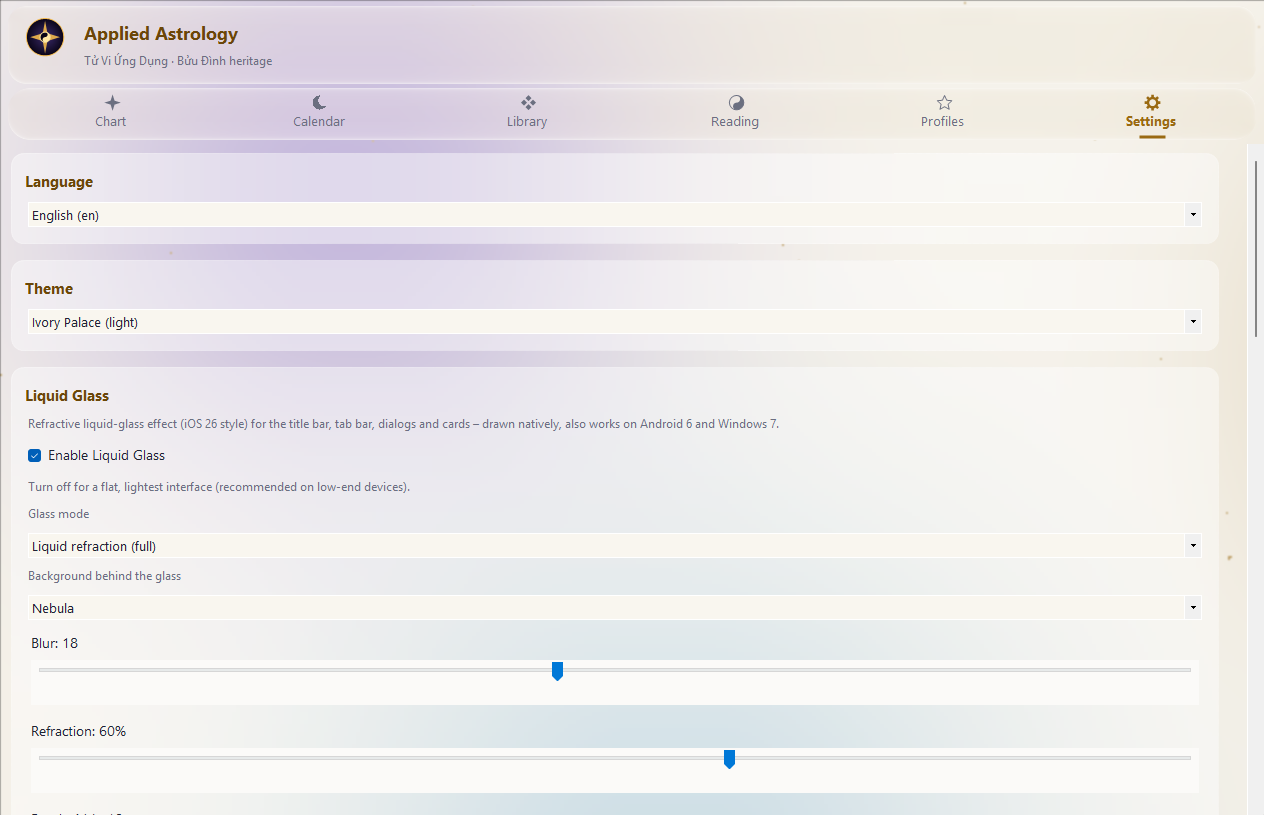 Applied Astrology
Tử Vi Ứng Dụng · Bửu Đình heritage
Chart
Calendar
Library
Reading
Profiles
Settings
Language
English (en)
Theme
Ivory Palace (light)
Liquid Glass
Refractive liquid-glass effect (iOS 26 style) for the title bar, tab bar, dialogs and cards – drawn natively, also works on Android 6 and Windows 7.
Enable Liquid Glass
Turn off for a flat, lightest interface (recommended on low-end devices).
Glass mode
Liquid refraction (full)
Background behind the glass
Nebula
Blur: 18
Refraction: 60%